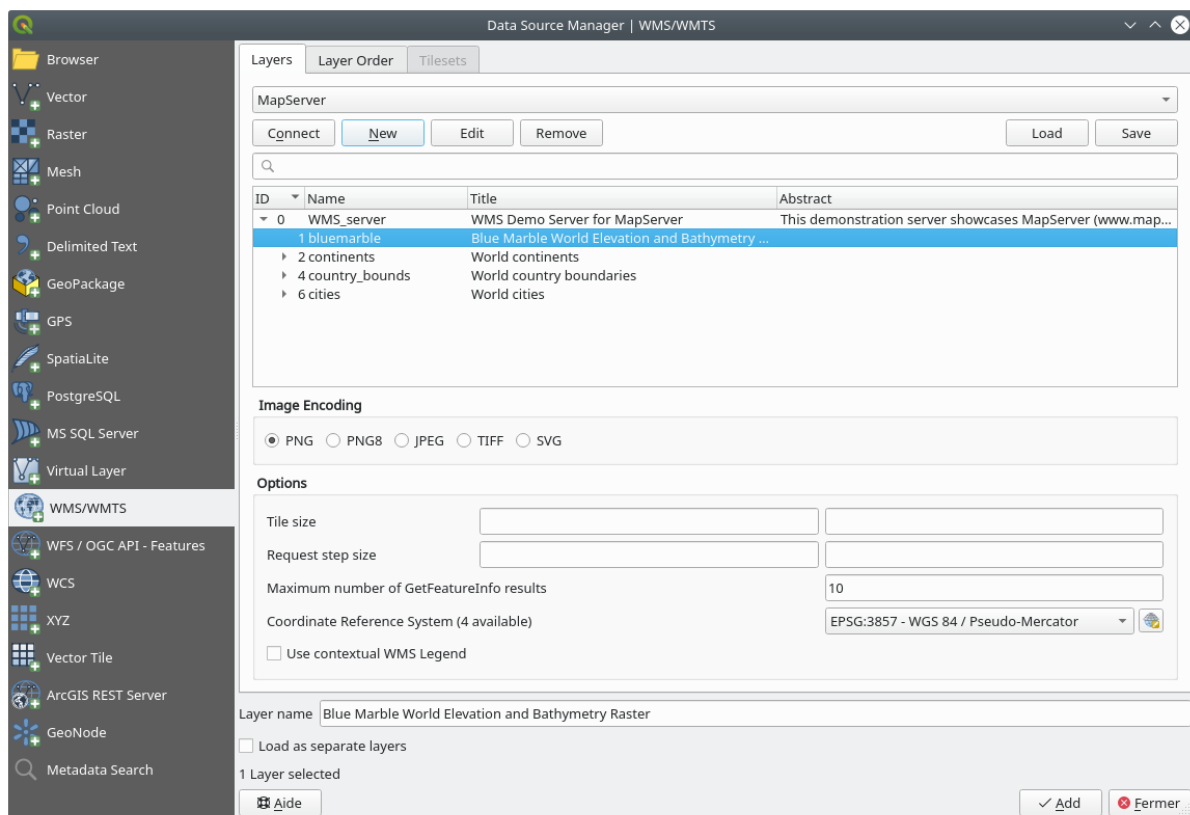 Data Source Manager | WMS/WMTS
Browser
Vector
Raster
Mesh
Point Cloud
Delimited Text
GeoPackage
GPS
SpatiaLite
PostgreSQL
MS SQL Server
Virtual Layer
WMS/WMTS
WFS / OGC API - Features
WCS
XYZ
Vector Tile
ArcGIS REST Server
GeoNode
Metadata Search
Layers Layer Order Tilesets
MapServer
Connect New Edit Remove Load Save
ID Name Title Abstract
0 WMS_server WMS Demo Server for MapServer This demonstration server showcases MapServer (www.map...
1 bluemarble Blue Marble World Elevation and Bathymetry ...
2 continents World continents
4 country_bounds World country boundaries
6 cities World cities
Image Encoding
PNG PNG8 JPEG TIFF SVG
Options
Tile size
Request step size
Maximum number of GetFeatureInfo results 10
Coordinate Reference System (4 available) EPSG:3857 - WGS 84 / Pseudo-Mercator
Use contextual WMS Legend
Layer name Blue Marble World Elevation and Bathymetry Raster
Load as separate layers
1 Layer selected
Aide Add Fermer